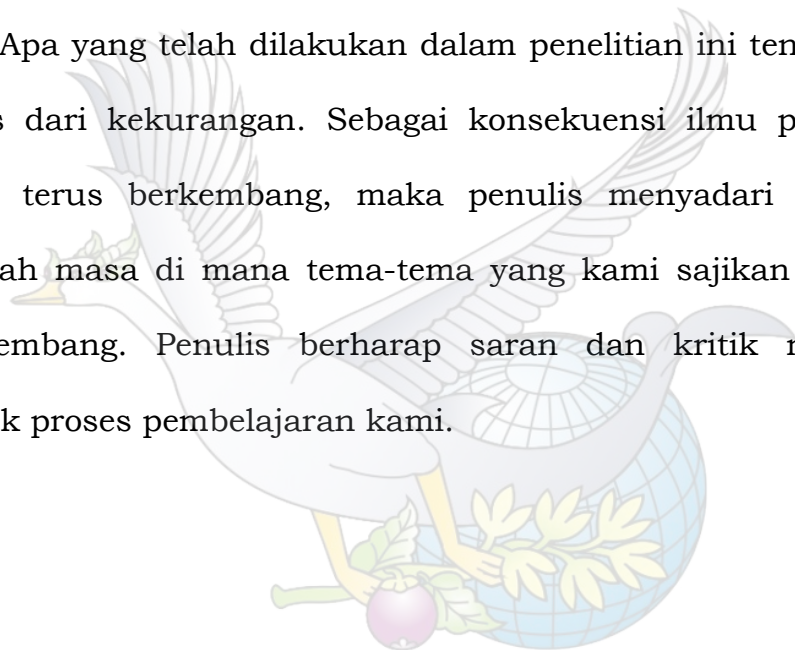 Apa yang telah dilakukan dalam penelitian ini ten
s dari kekurangan. Sebagai konsekuensi ilmu p
terus berkembang, maka penulis menyadari
ah masa di mana tema-tema yang kami sajikan
embang. Penulis berharap saran dan kritik
k proses pembelajaran kami.